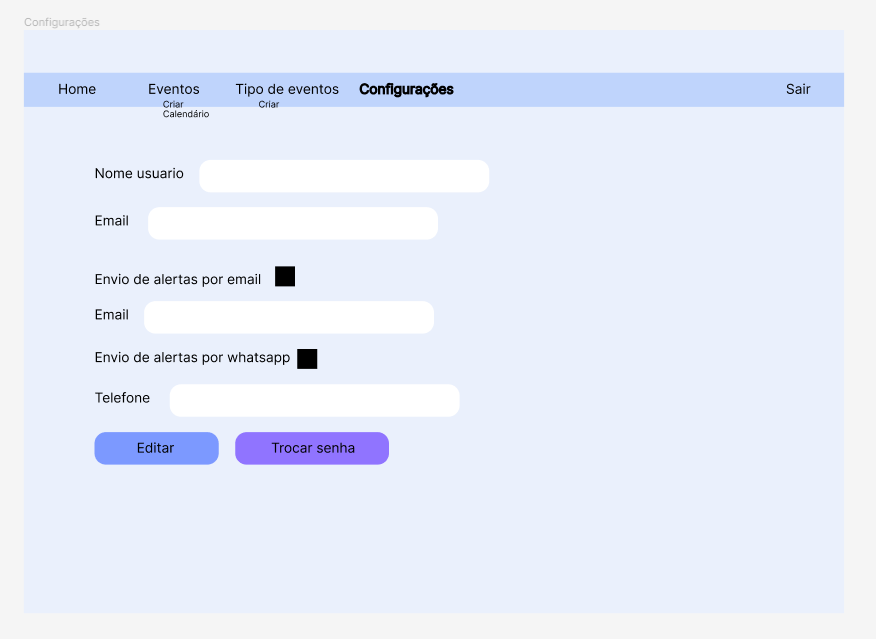 Configurações
Home Eventos Tipo de eventos Configurações Sair
Criar Criar
Calendário
Nome usuario
Email
Envio de alertas por email
Email
Envio de alertas por whatsapp
Telefone
Editar Trocar senha